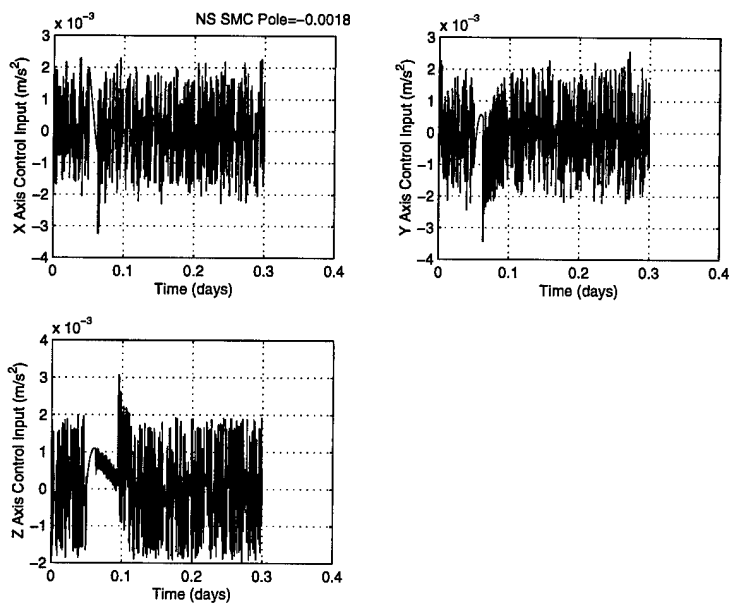 NS SMC Pole=−0.0018
x 10⁻³
3
2
1
0
−1
−2
−3
−4
X Axis Control Input (m/s²)
0 0.1 0.2 0.3 0.4
Time (days)
x 10⁻³
3
2
1
0
−1
−2
−3
−4
Y Axis Control Input (m/s²)
0 0.1 0.2 0.3 0.4
Time (days)
x 10⁻³
4
3
2
1
0
−1
−2
Z Axis Control Input (m/s²)
0 0.1 0.2 0.3 0.4
Time (days)